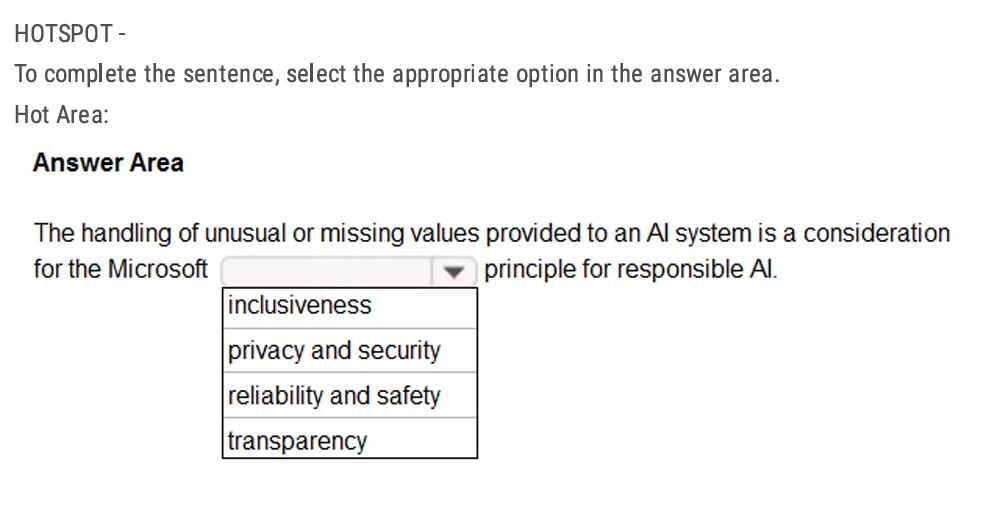 HOTSPOT -
To complete the sentence, select the appropriate option in the answer area.
Hot Area:
Answer Area
The handling of unusual or missing values provided to an AI system is a consideration
for the Microsoft principle for responsible AI.
inclusiveness
privacy and security
reliability and safety
transparency